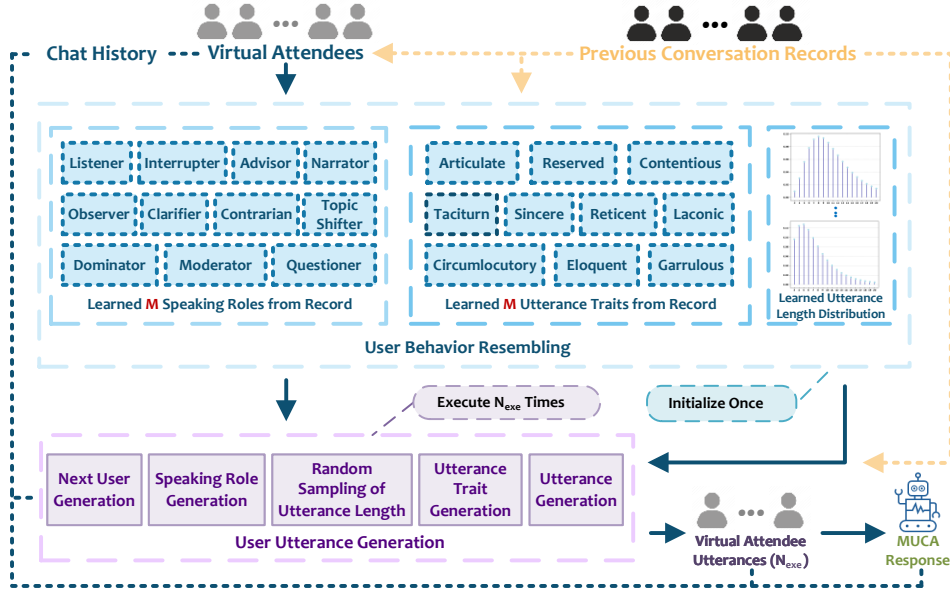 Chat History
Virtual Attendees
Previous Conversation Records
Listener
Interrupter
Advisor
Narrator
Observer
Clarifier
Contrarian
Topic
Shifter
Dominator
Moderator
Questioner
Learned M Speaking Roles from Record
Articulate
Reserved
Contentious
Taciturn
Sincere
Reticent
Laconic
Circumlocutory
Eloquent
Garrulous
Learned M Utterance Traits from Record
Learned Utterance
Length Distribution
User Behavior Resembling
Execute Nexe Times
Initialize Once
Next User
Generation
Speaking Role
Generation
Random
Sampling of
Utterance Length
Utterance
Trait
Generation
Utterance
Generation
User Utterance Generation
Virtual Attendee
Utterances (Nexe)
MUCA
Response